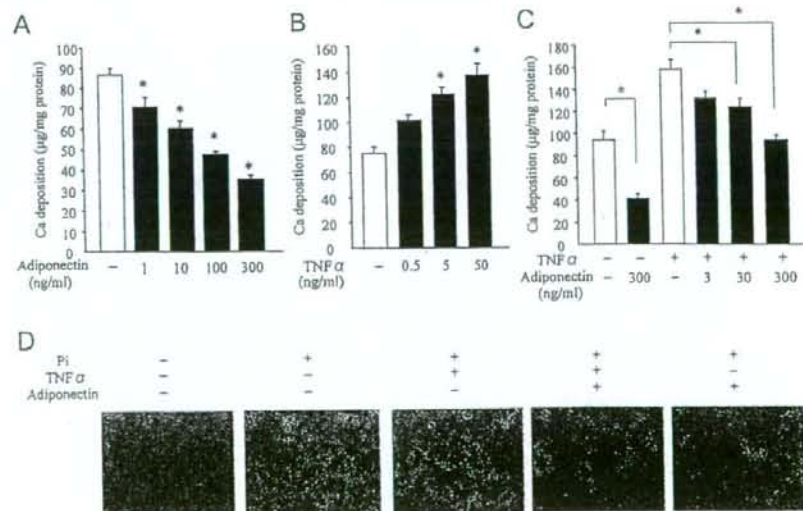 A
Ca deposition (µg/mg protein)
100
90
80
70
60
50
40
30
20
10
0
* * * *
Adiponectin
(ng/ml)
– 1 10 100 300
B
Ca deposition (µg/mg protein)
160
140
120
100
80
60
40
20
0
* *
TNFα
(ng/ml)
– 0.5 5 50
C
Ca deposition (µg/mg protein)
180
160
140
120
100
80
60
40
20
0
* * *
TNFα – – + + + +
Adiponectin – 300 – 3 30 300
(ng/ml)
D
Pi – + + + +
TNFα – – + + –
Adiponectin – – – + +